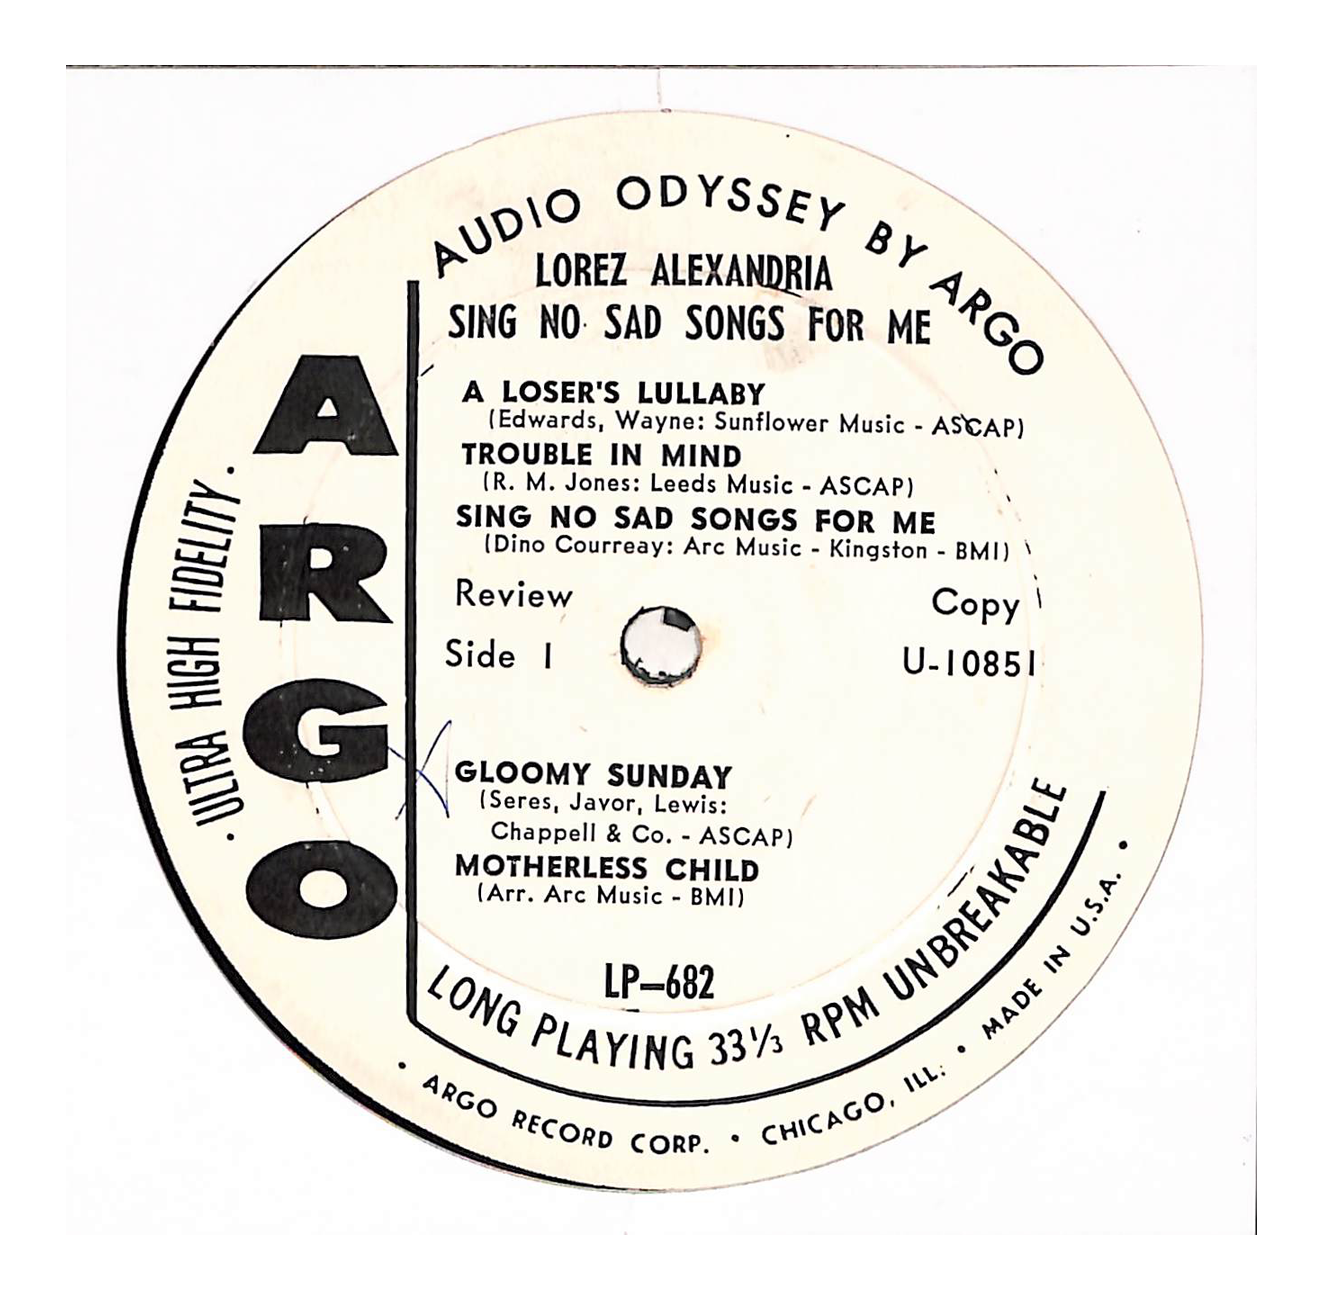 AUDIO ODYSSEY BY ARGO
LOREZ ALEXANDRIA
SING NO SAD SONGS FOR ME
A LOSER'S LULLABY
(Edwards, Wayne: Sunflower Music - ASCAP)
TROUBLE IN MIND
(R. M. Jones: Leeds Music - ASCAP)
SING NO SAD SONGS FOR ME
(Dino Courreay: Arc Music - Kingston - BMI)
Review Copy
Side 1 U-10851
GLOOMY SUNDAY
(Seres, Javor, Lewis:
Chappell & Co. - ASCAP)
MOTHERLESS CHILD
(Arr. Arc Music - BMI)
LP-682
LONG PLAYING 33⅓ RPM UNBREAKABLE
• ARGO RECORD CORP. • CHICAGO, ILL. • MADE IN U.S.A. •
ARGO
• ULTRA HIGH FIDELITY •